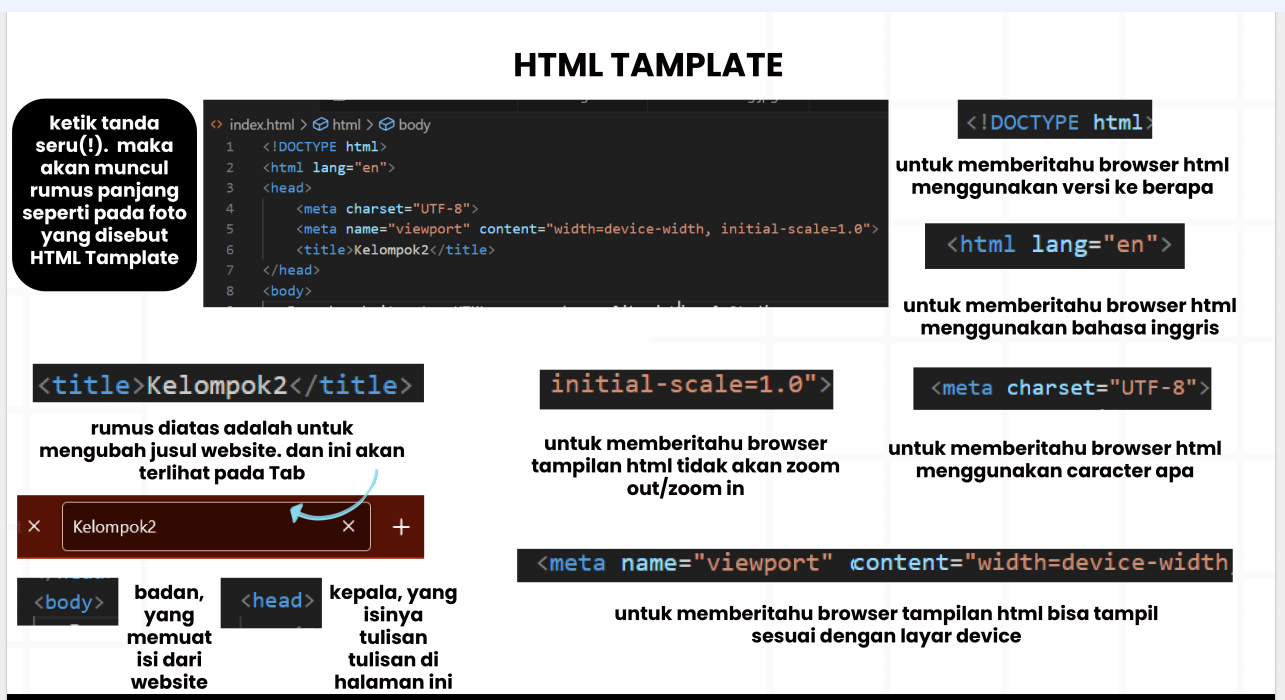 HTML TAMPLATE
ketik tanda
seru(!). maka
akan muncul
rumus panjang
seperti pada foto
yang disebut
HTML Tamplate
index.html > html > body
1 <!DOCTYPE html>
2 <html lang="en">
3 <head>
4 <meta charset="UTF-8">
5 <meta name="viewport" content="width=device-width, initial-scale=1.0">
6 <title>Kelompok2</title>
7 </head>
8 <body>
<!DOCTYPE html>
untuk memberitahu browser html
menggunakan versi ke berapa
<html lang="en">
untuk memberitahu browser html
menggunakan bahasa inggris
<title>Kelompok2</title>
rumus diatas adalah untuk
mengubah jusul website. dan ini akan
terlihat pada Tab
Kelompok2
initial-scale=1.0">
untuk memberitahu browser
tampilan html tidak akan zoom
out/zoom in
<meta charset="UTF-8">
untuk memberitahu browser html
menggunakan caracter apa
<meta name="viewport" content="width=device-width,
untuk memberitahu browser tampilan html bisa tampil
sesuai dengan layar device
<body>
badan,
yang
memuat
isi dari
website
<head>
kepala, yang
isinya
tulisan
tulisan di
halaman ini